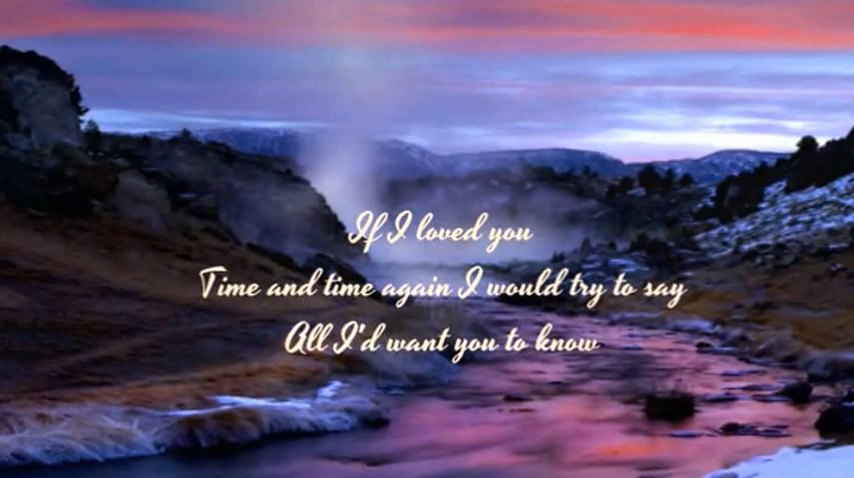 If I loved you
Time and time again I would try to say
All I'd want you to know